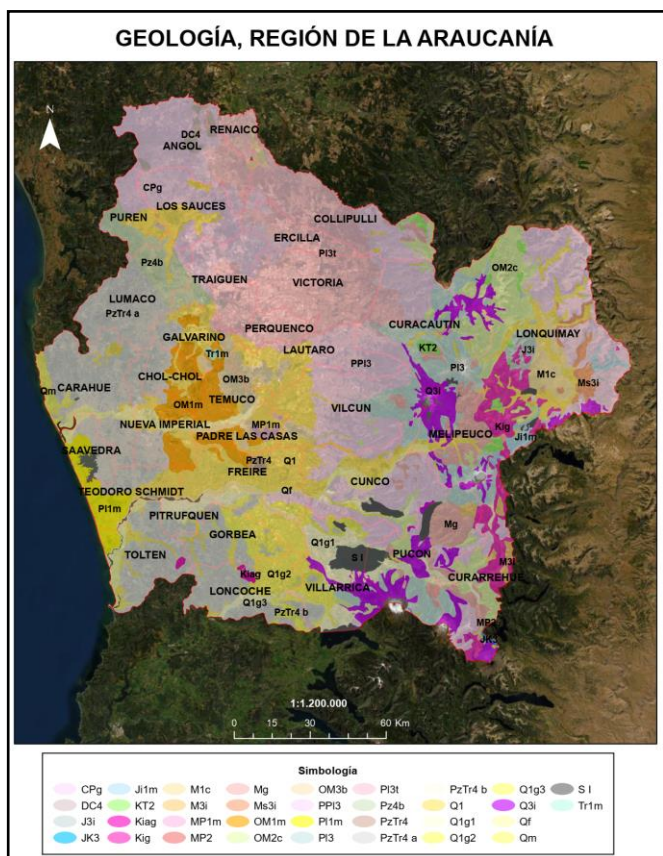 GEOLOGÍA, REGIÓN DE LA ARAUCANÍA
N
DC4 RENAICO
ANGOL
CPg
LOS SAUCES
PUREN
COLLIPULLI
ERCILLA
Pl3t
Pz4b
OM2c
TRAIGUEN
VICTORIA
LUMACO
PzTr4 a
PERQUENCO
CURACAUTIN
LONQUIMAY
GALVARINO
LAUTARO
KT2
J3i
Tr1m
PPl3
Pl3
M1c
CHOL-CHOL
OM3b
Ms3i
Qm
CARAHUE
TEMUCO
Q3i
OM1m
VILCUN
NUEVA IMPERIAL
MP1m
Kig
PADRE LAS CASAS
MELIPEUCO
Ji1m
SAAVEDRA
PzTr4
Q1
FREIRE
CUNCO
TEODORO SCHMIDT
Qf
Pl1m
PITRUFQUEN
Mg
GORBEA
Q1g1
TOLTEN
S I
PUCON
M3i
Kiag
Q1g2
CURARREHUE
LONCOCHE
VILLARRICA
Q1g3
PzTr4 b
MP2
JK3
1:1.200.000
0 15 30 60 Km
Simbología
CPg Ji1m M1c Mg OM3b Pl3t PzTr4 b Q1g3 S I
DC4 KT2 M3i Ms3i PPl3 Pz4b Q1 Q3i Tr1m
J3i Kiag MP1m OM1m Pl1m PzTr4 Q1g1 Qf
JK3 Kig MP2 OM2c Pl3 PzTr4 a Q1g2 Qm